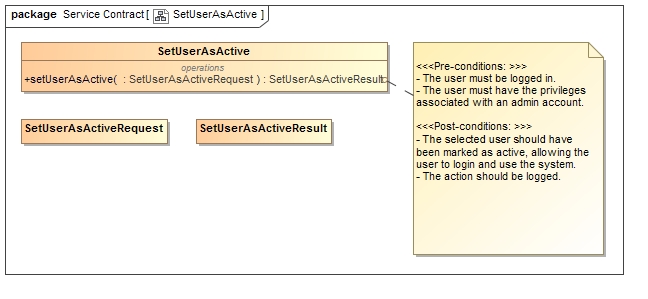 package Service Contract [ SetUserAsActive ]
SetUserAsActive
operations
+setUserAsActive( : SetUserAsActiveRequest ) : SetUserAsActiveResult
SetUserAsActiveRequest
SetUserAsActiveResult
<<<Pre-conditions: >>>
- The user must be logged in.
- The user must have the privileges
associated with an admin account.
<<<Post-conditions: >>>
- The selected user should have
been marked as active, allowing the
user to login and use the system.
- The action should be logged.